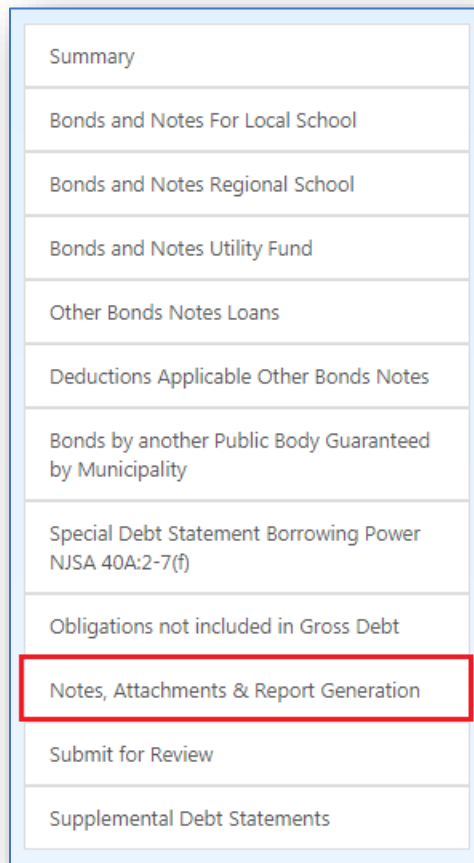 Summary
Bonds and Notes For Local School
Bonds and Notes Regional School
Bonds and Notes Utility Fund
Other Bonds Notes Loans
Deductions Applicable Other Bonds Notes
Bonds by another Public Body Guaranteed
by Municipality
Special Debt Statement Borrowing Power
NJSA 40A:2-7(f)
Obligations not included in Gross Debt
Notes, Attachments & Report Generation
Submit for Review
Supplemental Debt Statements